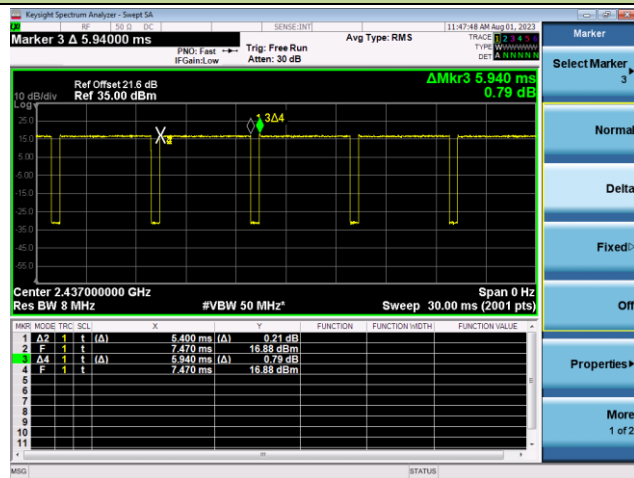 Keysight Spectrum Analyzer - Swept SA
RF 50 Ω DC SENSE:INT 11:47:48 AM Aug 01, 2023
Marker 3 Δ 5.94000 ms
PNO: Fast
IFGain:Low
Trig: Free Run
Atten: 30 dB
Avg Type: RMS
TRACE 1 2 3 4 5 6
TYPE WWWWWW
DET A N N N N N
Ref Offset 21.6 dB
10 dB/div Ref 35.00 dBm
Log
ΔMkr3 5.940 ms
0.79 dB
25.0
15.0
5.00
-5.00
-15.0
-25.0
-35.0
-45.0
-55.0
3Δ4
Center 2.437000000 GHz Span 0 Hz
Res BW 8 MHz #VBW 50 MHz* Sweep 30.00 ms (2001 pts)
MKR MODE TRC SCL X Y FUNCTION FUNCTION WIDTH FUNCTION VALUE
1 Δ2 1 t (Δ) 5.400 ms (Δ) 0.21 dB
2 F 1 t 7.470 ms 16.88 dBm
3 Δ4 1 t (Δ) 5.940 ms (Δ) 0.79 dB
4 F 1 t 7.470 ms 16.88 dBm
5
6
7
8
9
10
11
MSG STATUS
Marker
Select Marker
3
Normal
Delta
Fixed
Off
Properties
More
1 of 2